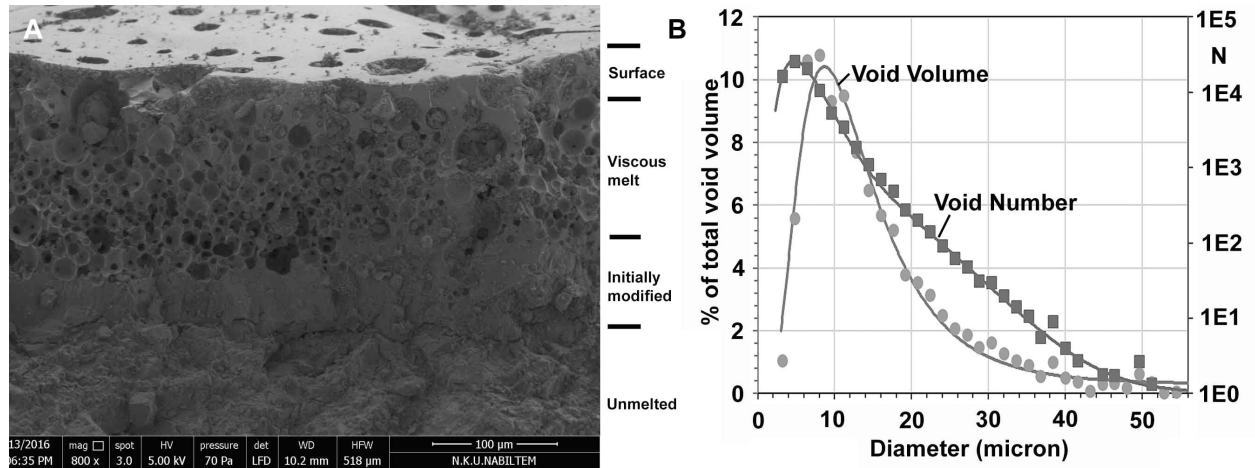 A
Surface
Viscous
melt
Initially
modified
Unmelted
13/2016
06:35 PM
mag
800 x
spot
3.0
HV
5.00 kV
pressure
70 Pa
det
LFD
WD
10.2 mm
HFW
518 µm
100 µm
N.K.U.NABILTEM
B
% of total void volume
12
10
8
6
4
2
0
Void Volume
Void Number
1E5
N
1E4
1E3
1E2
1E1
1E0
0
10
20
30
40
50
Diameter (micron)